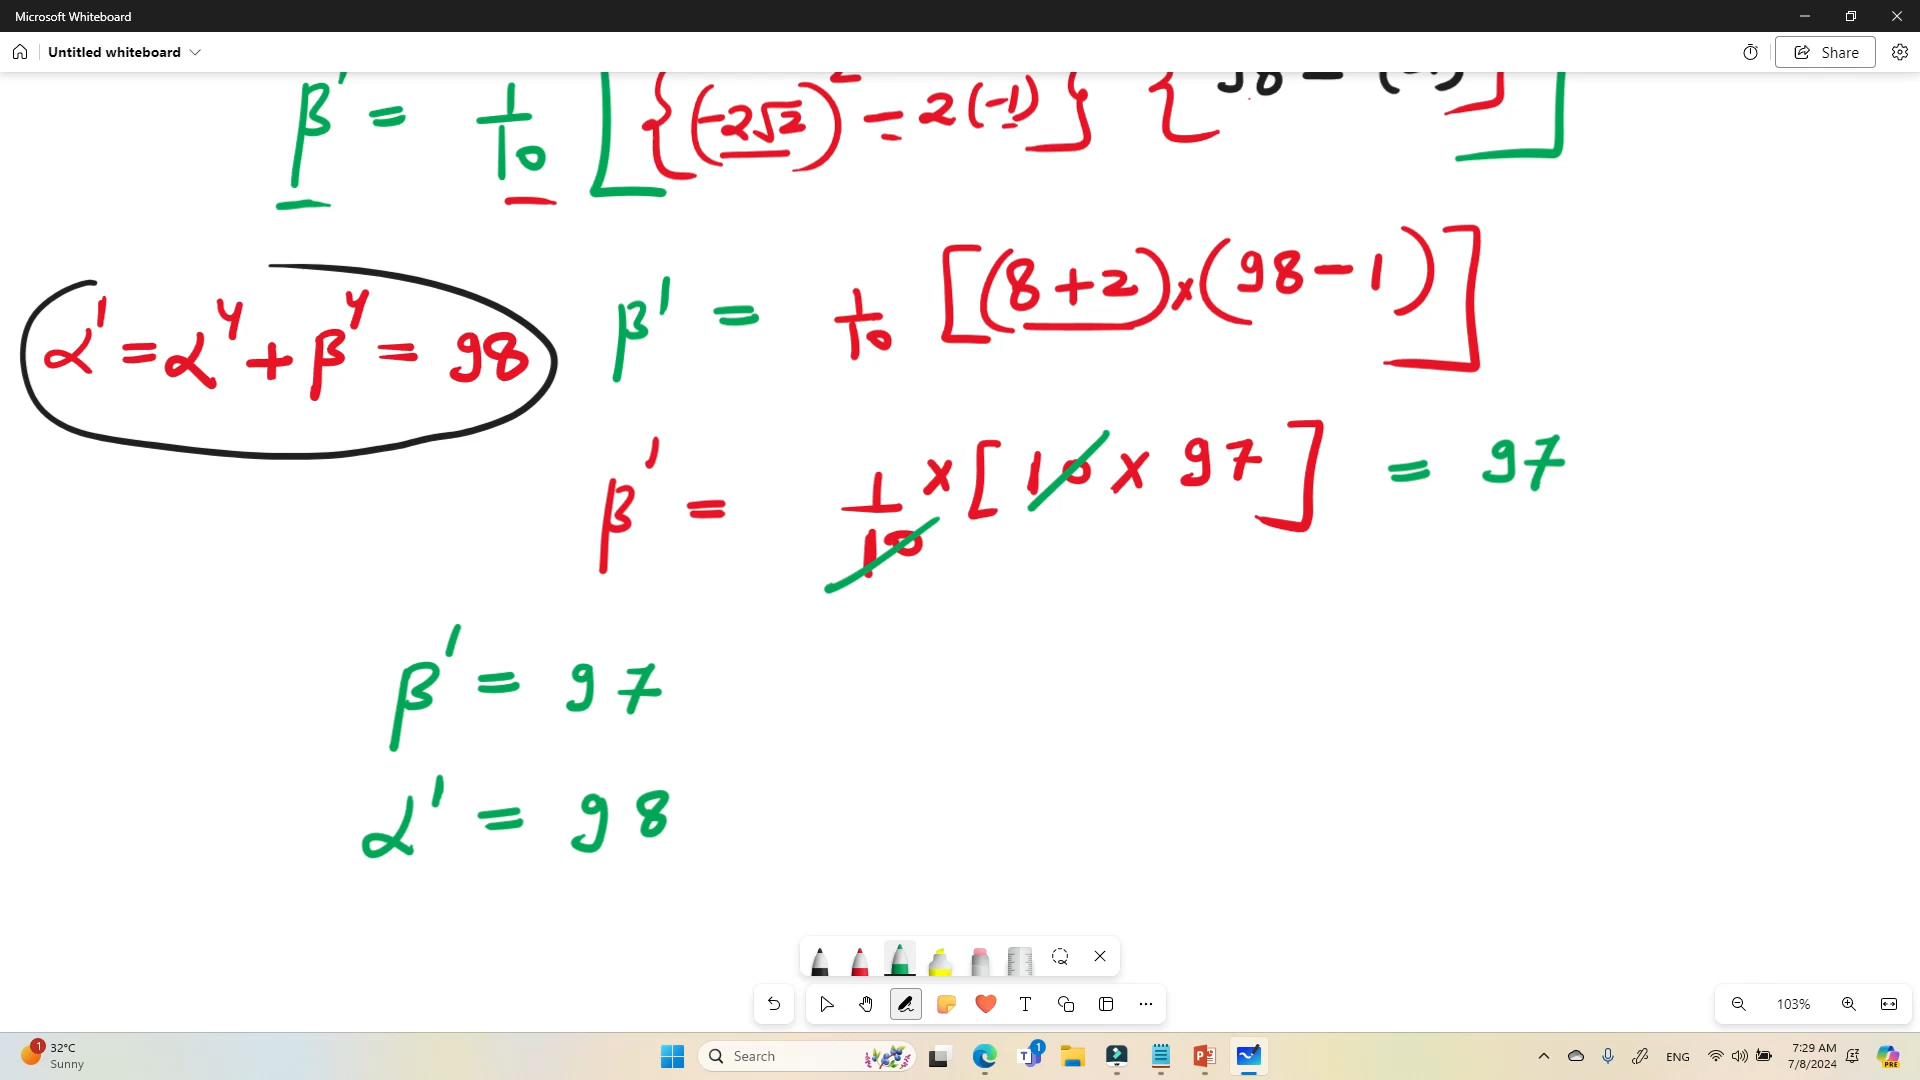 Microsoft Whiteboard
Untitled whiteboard
Share
β' = 1/10 [{(-2√2)² - 2(-1)} {98 - (
α' = α⁴ + β⁴ = 98
β' = 1/10 [(8+2)×(98-1)]
β' = 1/10 × [10 × 97] = 97
β' = 97
α' = 98
103%
1
32°C
Sunny
Search
1
ENG
7:29 AM
7/8/2024
PRE